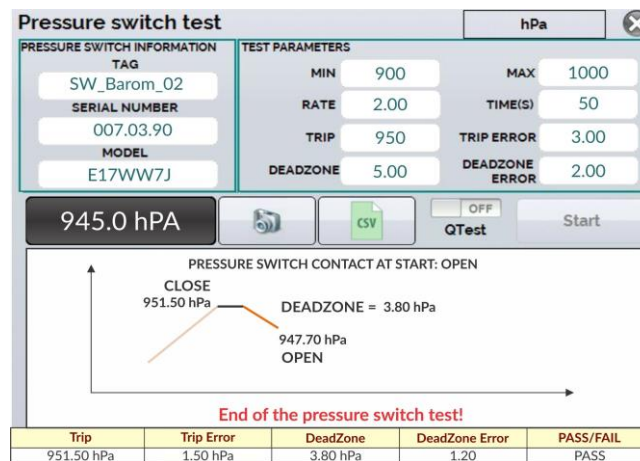 Pressure switch test
hPa
PRESSURE SWITCH INFORMATION
TAG
SW_Barom_02
SERIAL NUMBER
007.03.90
MODEL
E17WW7J
TEST PARAMETERS
MIN 900 MAX 1000
RATE 2.00 TIME(S) 50
TRIP 950 TRIP ERROR 3.00
DEADZONE 5.00 DEADZONE ERROR 2.00
945.0 hPA
CSV
OFF
QTest
Start
PRESSURE SWITCH CONTACT AT START: OPEN
CLOSE
951.50 hPa
DEADZONE = 3.80 hPa
947.70 hPa
OPEN
End of the pressure switch test!
Trip Trip Error DeadZone DeadZone Error PASS/FAIL
951.50 hPa 1.50 hPa 3.80 hPa 1.20 PASS